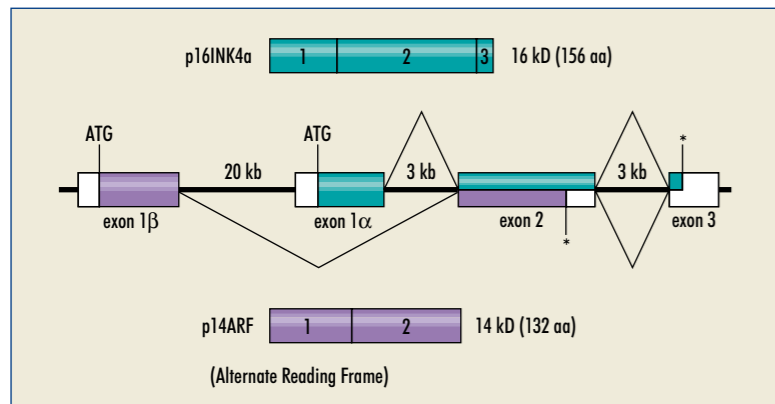 p16INK4a 1 2 3 16 kD (156 aa)
ATG ATG *
20 kb 3 kb 3 kb
exon 1β exon 1α exon 2 exon 3
*
p14ARF 1 2 14 kD (132 aa)
(Alternate Reading Frame)